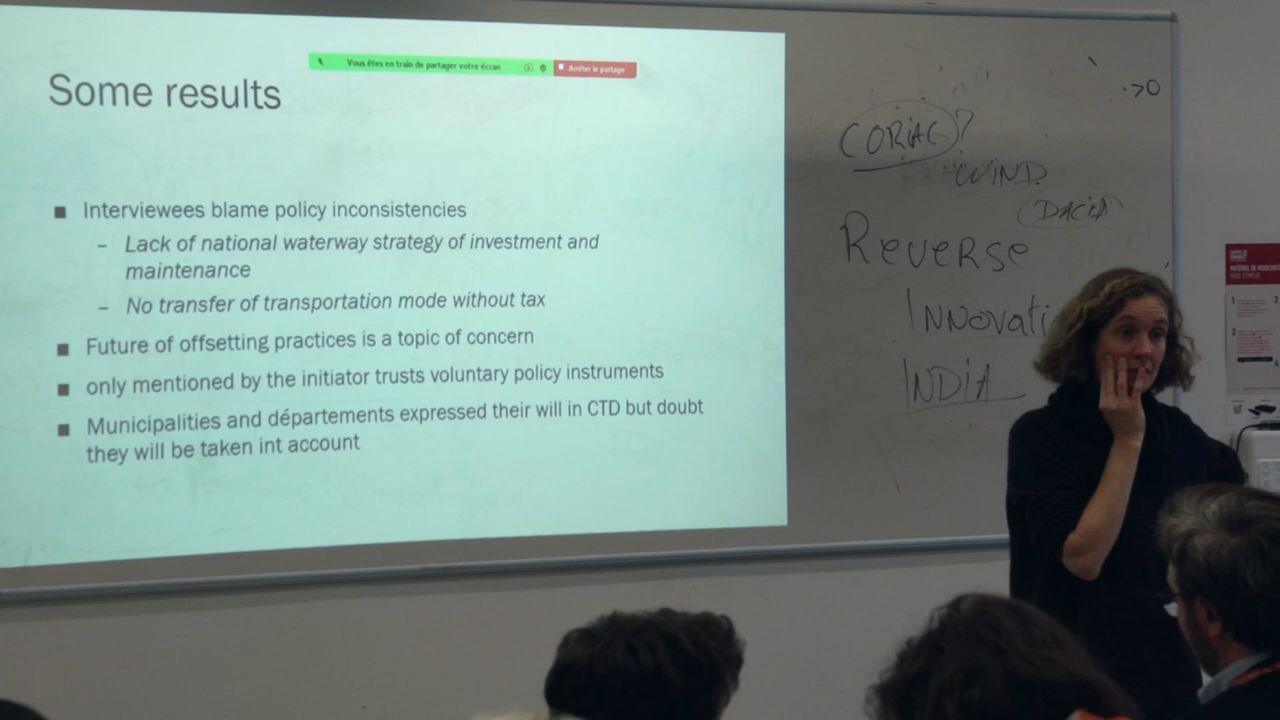 Vous êtes en train de partager votre écran
Arrêter le partage
Some results
Interviewees blame policy inconsistencies
– Lack of national waterway strategy of investment and
maintenance
– No transfer of transportation mode without tax
Future of offsetting practices is a topic of concern
only mentioned by the initiator trusts voluntary policy instruments
Municipalities and départements expressed their will in CTD but doubt
they will be taken int account
>0
?
WIND
DACIA
Reverse
Innovati
INDIA